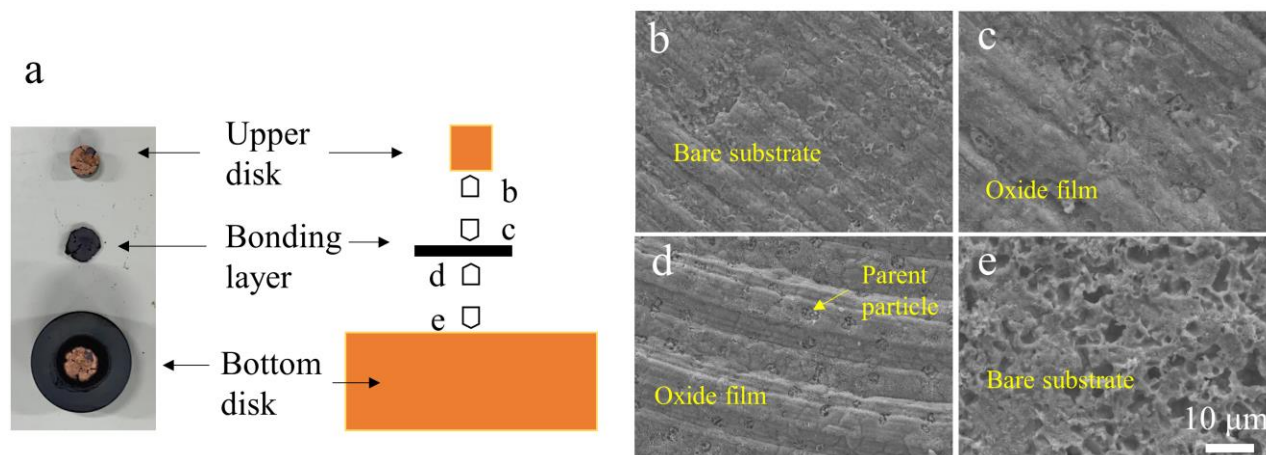 a
Upper
disk
b
c
Bonding
layer
d
e
Bottom
disk
b
Bare substrate
c
Oxide film
d
Parent
particle
Oxide film
e
Bare substrate
10 μm